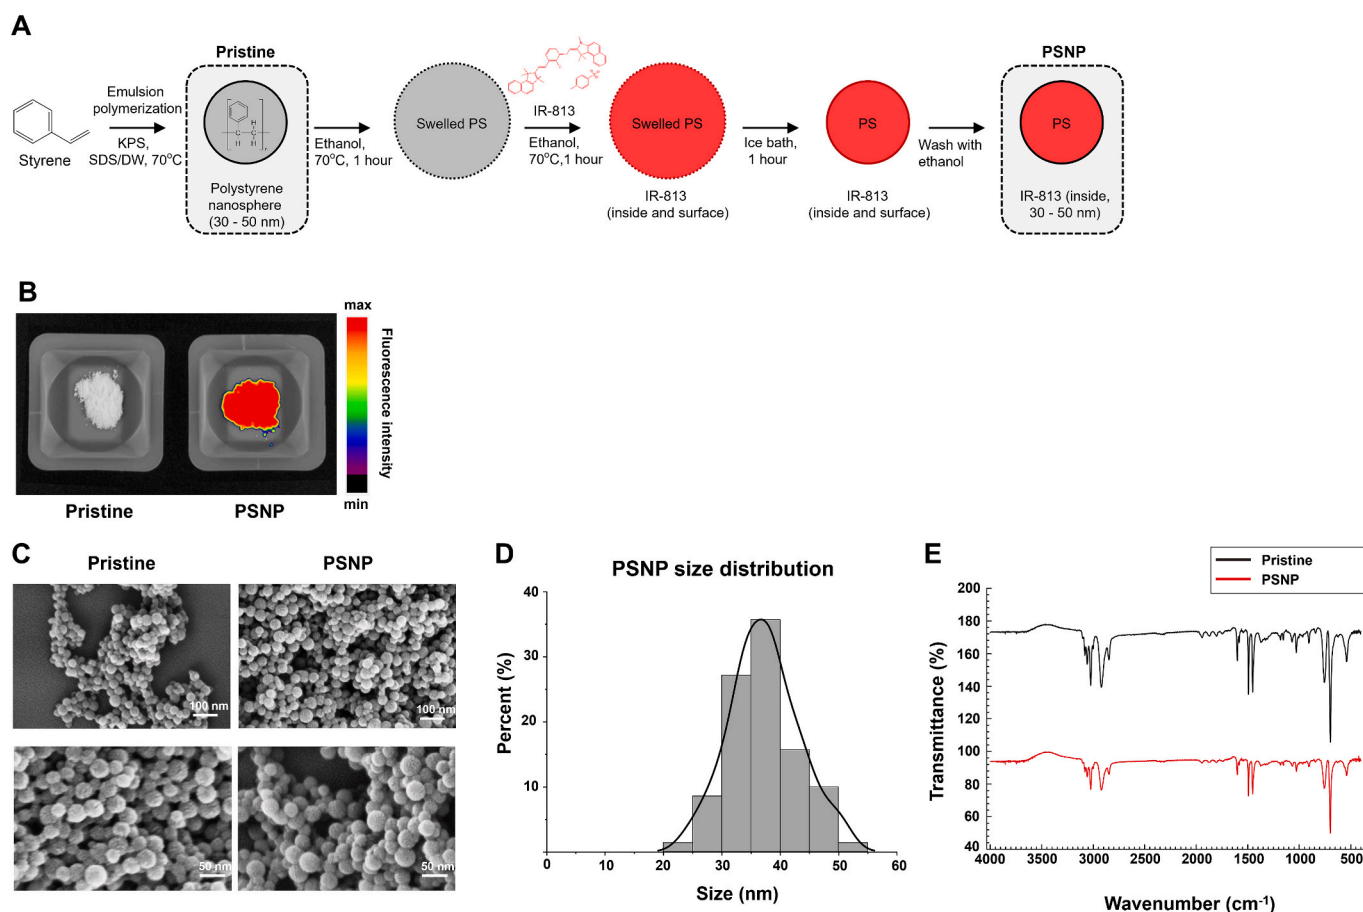 A
Pristine
PSNP
Styrene
Emulsion
polymerization
KPS,
SDS/DW, 70°C
H
C
C
H
H
n
Polystyrene
nanosphere
(30 - 50 nm)
Ethanol,
70°C, 1 hour
Swelled PS
IR-813
Ethanol,
70°C,1 hour
Swelled PS
IR-813
(inside and surface)
Ice bath,
1 hour
PS
IR-813
(inside and surface)
Wash with
ethanol
PS
IR-813 (inside,
30 - 50 nm)
B
max
Fluorescence intensity
min
Pristine
PSNP
C
Pristine
PSNP
100 nm
100 nm
50 nm
50 nm
D
PSNP size distribution
Percent (%)
40
30
20
10
0
0
10
20
30
40
50
60
Size (nm)
E
Pristine
PSNP
Transmittance (%)
200
180
160
140
120
100
80
60
40
4000
3500
3000
2500
2000
1500
1000
500
Wavenumber (cm⁻¹)